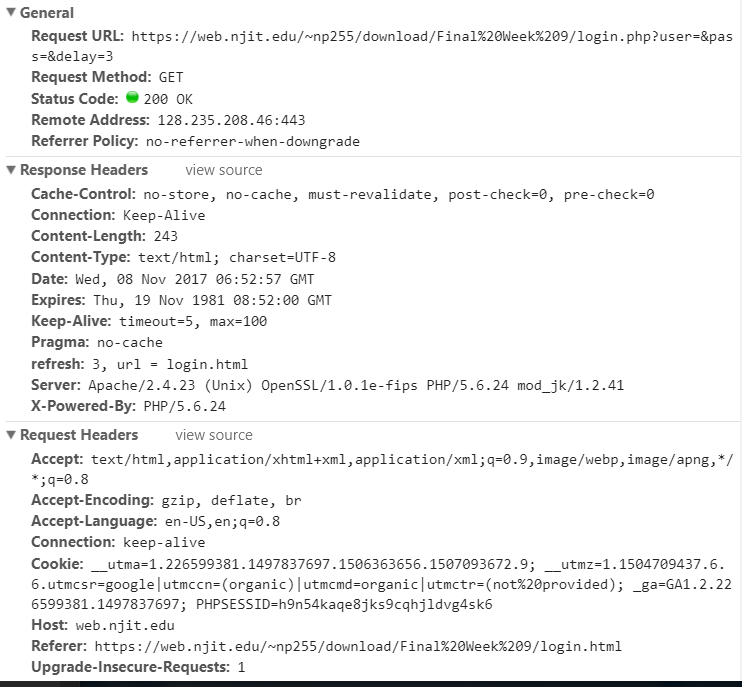 ▼ General
Request URL: https://web.njit.edu/~np255/download/Final%20Week%209/login.php?user=&pas
s=&delay=3
Request Method: GET
Status Code: 200 OK
Remote Address: 128.235.208.46:443
Referrer Policy: no-referrer-when-downgrade
▼ Response Headers view source
Cache-Control: no-store, no-cache, must-revalidate, post-check=0, pre-check=0
Connection: Keep-Alive
Content-Length: 243
Content-Type: text/html; charset=UTF-8
Date: Wed, 08 Nov 2017 06:52:57 GMT
Expires: Thu, 19 Nov 1981 08:52:00 GMT
Keep-Alive: timeout=5, max=100
Pragma: no-cache
refresh: 3, url = login.html
Server: Apache/2.4.23 (Unix) OpenSSL/1.0.1e-fips PHP/5.6.24 mod_jk/1.2.41
X-Powered-By: PHP/5.6.24
▼ Request Headers view source
Accept: text/html,application/xhtml+xml,application/xml;q=0.9,image/webp,image/apng,*/
*;q=0.8
Accept-Encoding: gzip, deflate, br
Accept-Language: en-US,en;q=0.8
Connection: keep-alive
Cookie: __utma=1.226599381.1497837697.1506363656.1507093672.9; __utmz=1.1504709437.6.
6.utmcsr=google|utmccn=(organic)|utmcmd=organic|utmctr=(not%20provided); _ga=GA1.2.22
6599381.1497837697; PHPSESSID=h9n54kaqe8jks9cqhjldvg4sk6
Host: web.njit.edu
Referer: https://web.njit.edu/~np255/download/Final%20Week%209/login.html
Upgrade-Insecure-Requests: 1